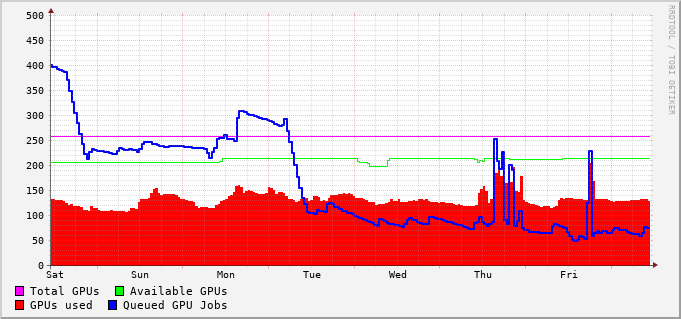 500
450
400
350
300
250
200
150
100
50
0
Sat Sun Mon Tue Wed Thu Fri
Total GPUs Available GPUs
GPUs used Queued GPU Jobs
RRDTOOL / TOBI OETIKER